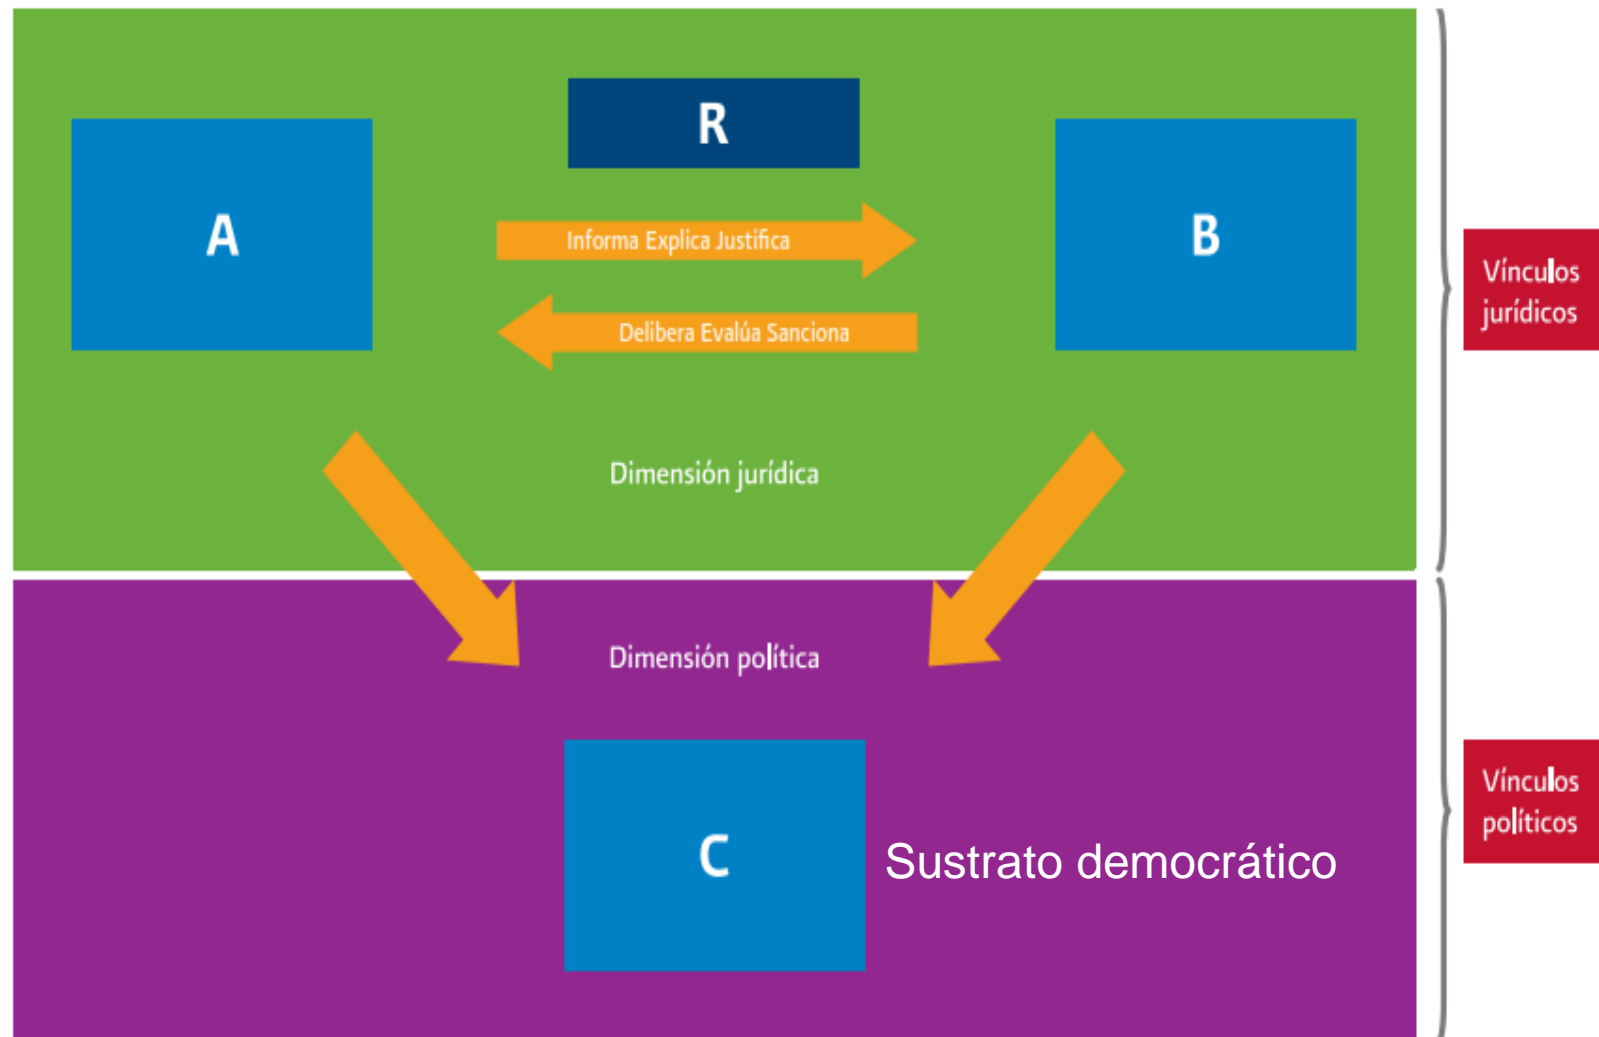 R
A
B
Informa Explica Justifica
Delibera Evalúa Sanciona
Vínculos
jurídicos
Dimensión jurídica
Dimensión política
Vínculos
políticos
C
Sustrato democrático